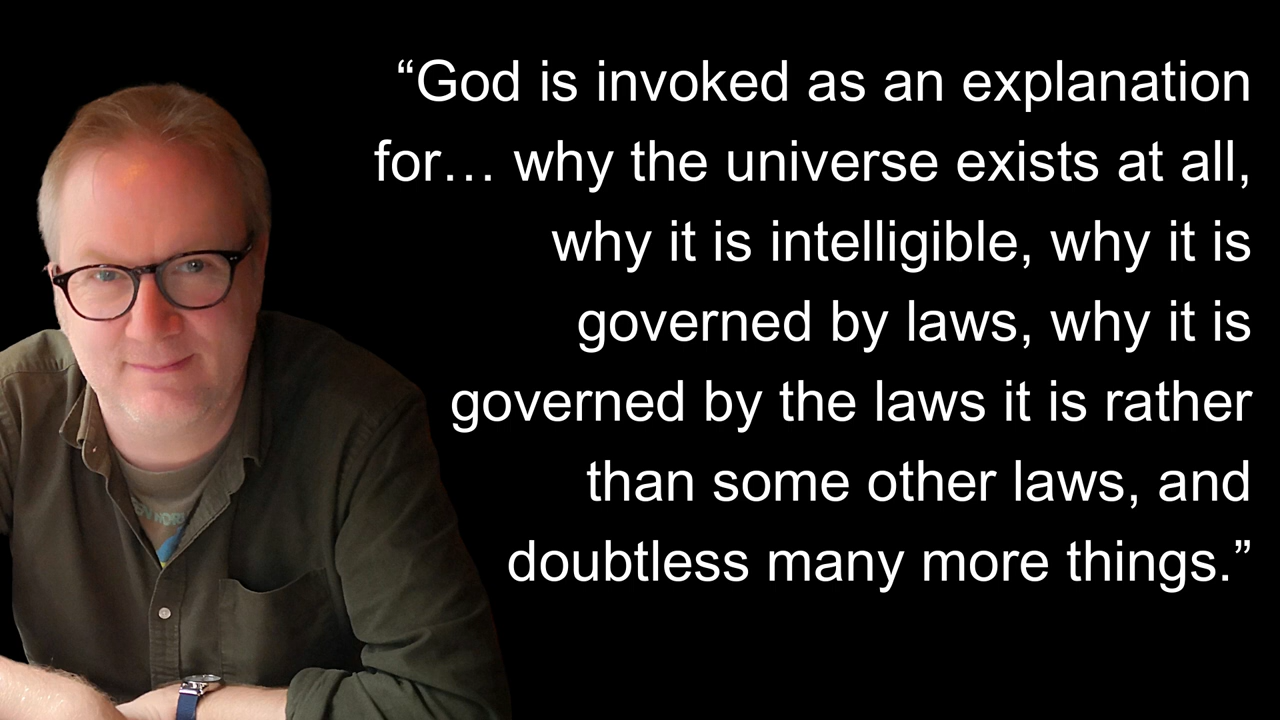 “God is invoked as an explanation
for… why the universe exists at all,
why it is intelligible, why it is
governed by laws, why it is
governed by the laws it is rather
than some other laws, and
doubtless many more things.”